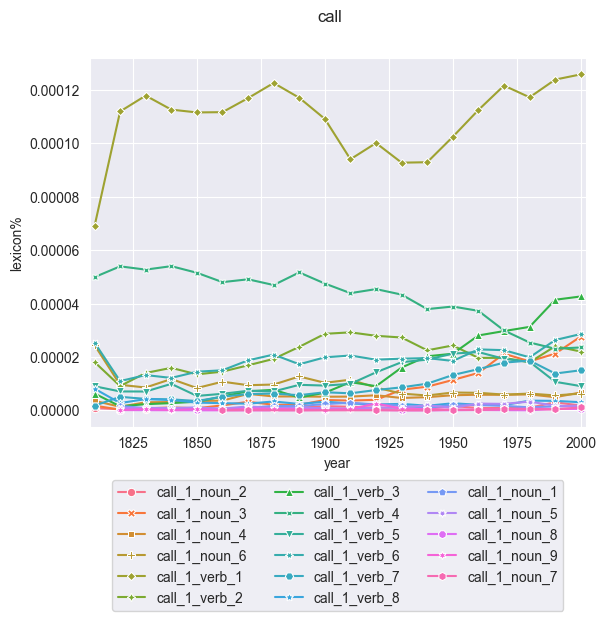 call
0.00012
0.00010
0.00008
0.00006
0.00004
0.00002
0.00000
lexicon%
1825 1850 1875 1900 1925 1950 1975 2000
year
call_1_noun_2 call_1_verb_3 call_1_noun_1
call_1_noun_3 call_1_verb_4 call_1_noun_5
call_1_noun_4 call_1_verb_5 call_1_noun_8
call_1_noun_6 call_1_verb_6 call_1_noun_9
call_1_verb_1 call_1_verb_7 call_1_noun_7
call_1_verb_2 call_1_verb_8